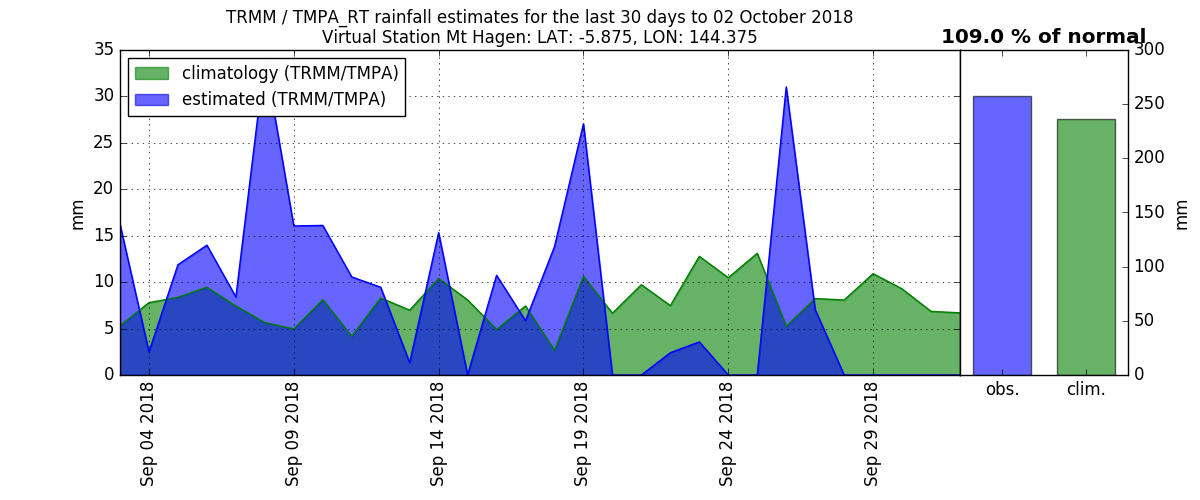 TRMM / TMPA_RT rainfall estimates for the last 30 days to 02 October 2018
Virtual Station Mt Hagen: LAT: -5.875, LON: 144.375
109.0 % of normal
climatology (TRMM/TMPA)
estimated (TRMM/TMPA)
mm
35
30
25
20
15
10
5
0
Sep 04 2018
Sep 09 2018
Sep 14 2018
Sep 19 2018
Sep 24 2018
Sep 29 2018
obs.
clim.
300
250
200
150
100
50
0
mm